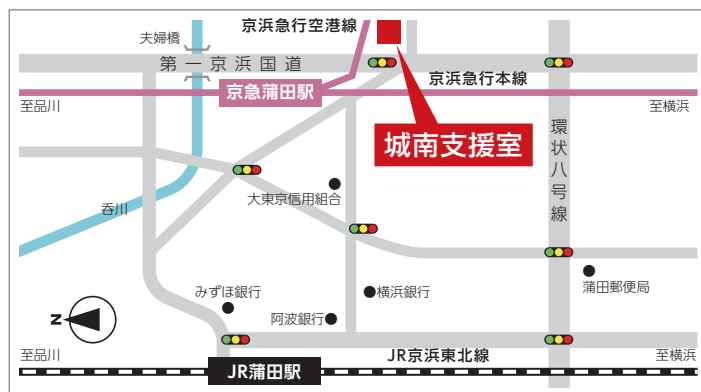 京浜急行空港線
夫婦橋
第一京浜国道
京浜急行本線
京急蒲田駅
至品川
至横浜
城南支援室
環状八号線
大東京信用組合
呑川
蒲田郵便局
みずほ銀行
横浜銀行
阿波銀行
N
至品川
JR京浜東北線
至横浜
JR蒲田駅